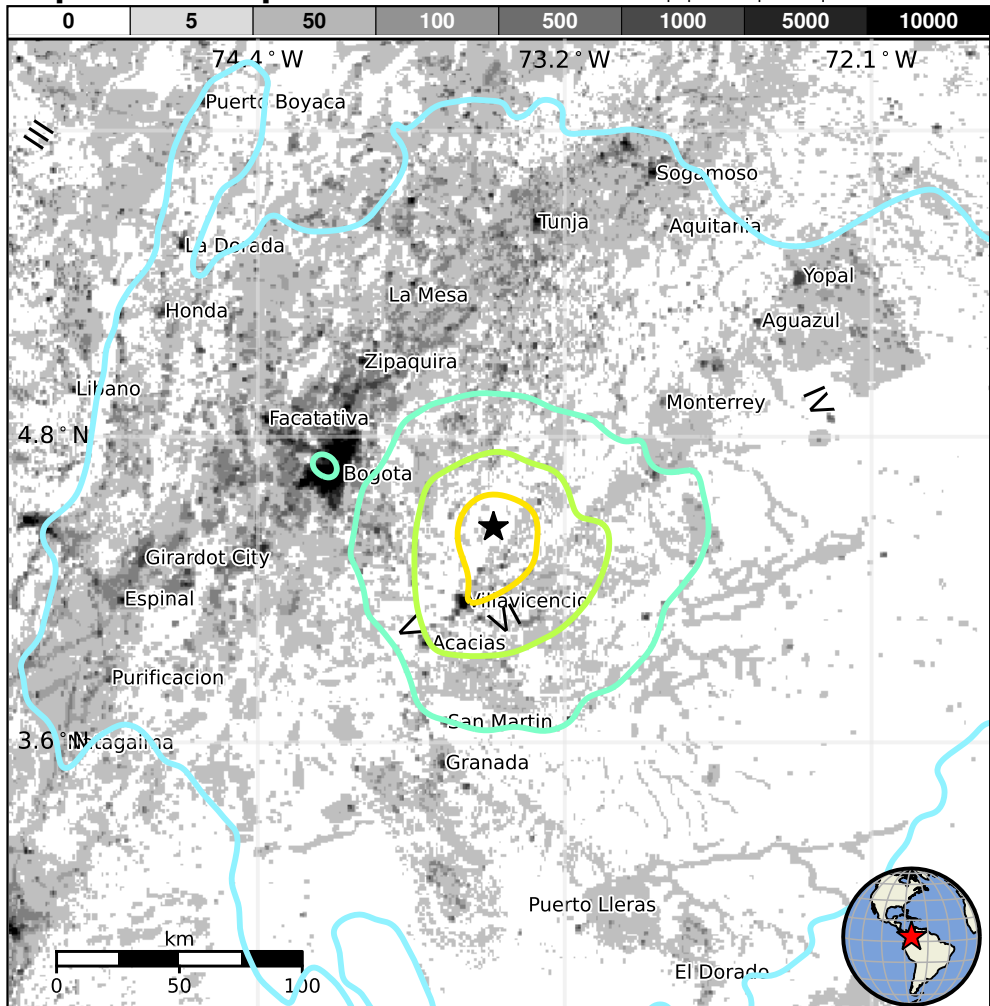 0 5 50 100 500 1000 5000 10000
74.4°W 73.2°W 72.1°W
Puerto Boyaca
III
Sogamoso
Tunja
Aquitania
La Dorada
Yopal
La Mesa
Honda
Aguazul
Zipaquira
Libano
Monterrey
IV
Facatativa
4.8°N
Bogota
Girardot City
Espinal
Villavicencio
VI
V
Acacias
Purificacion
San Martin
3.6°N
Natagaima
Granada
Puerto Lleras
km
El Dorado
0 50 100